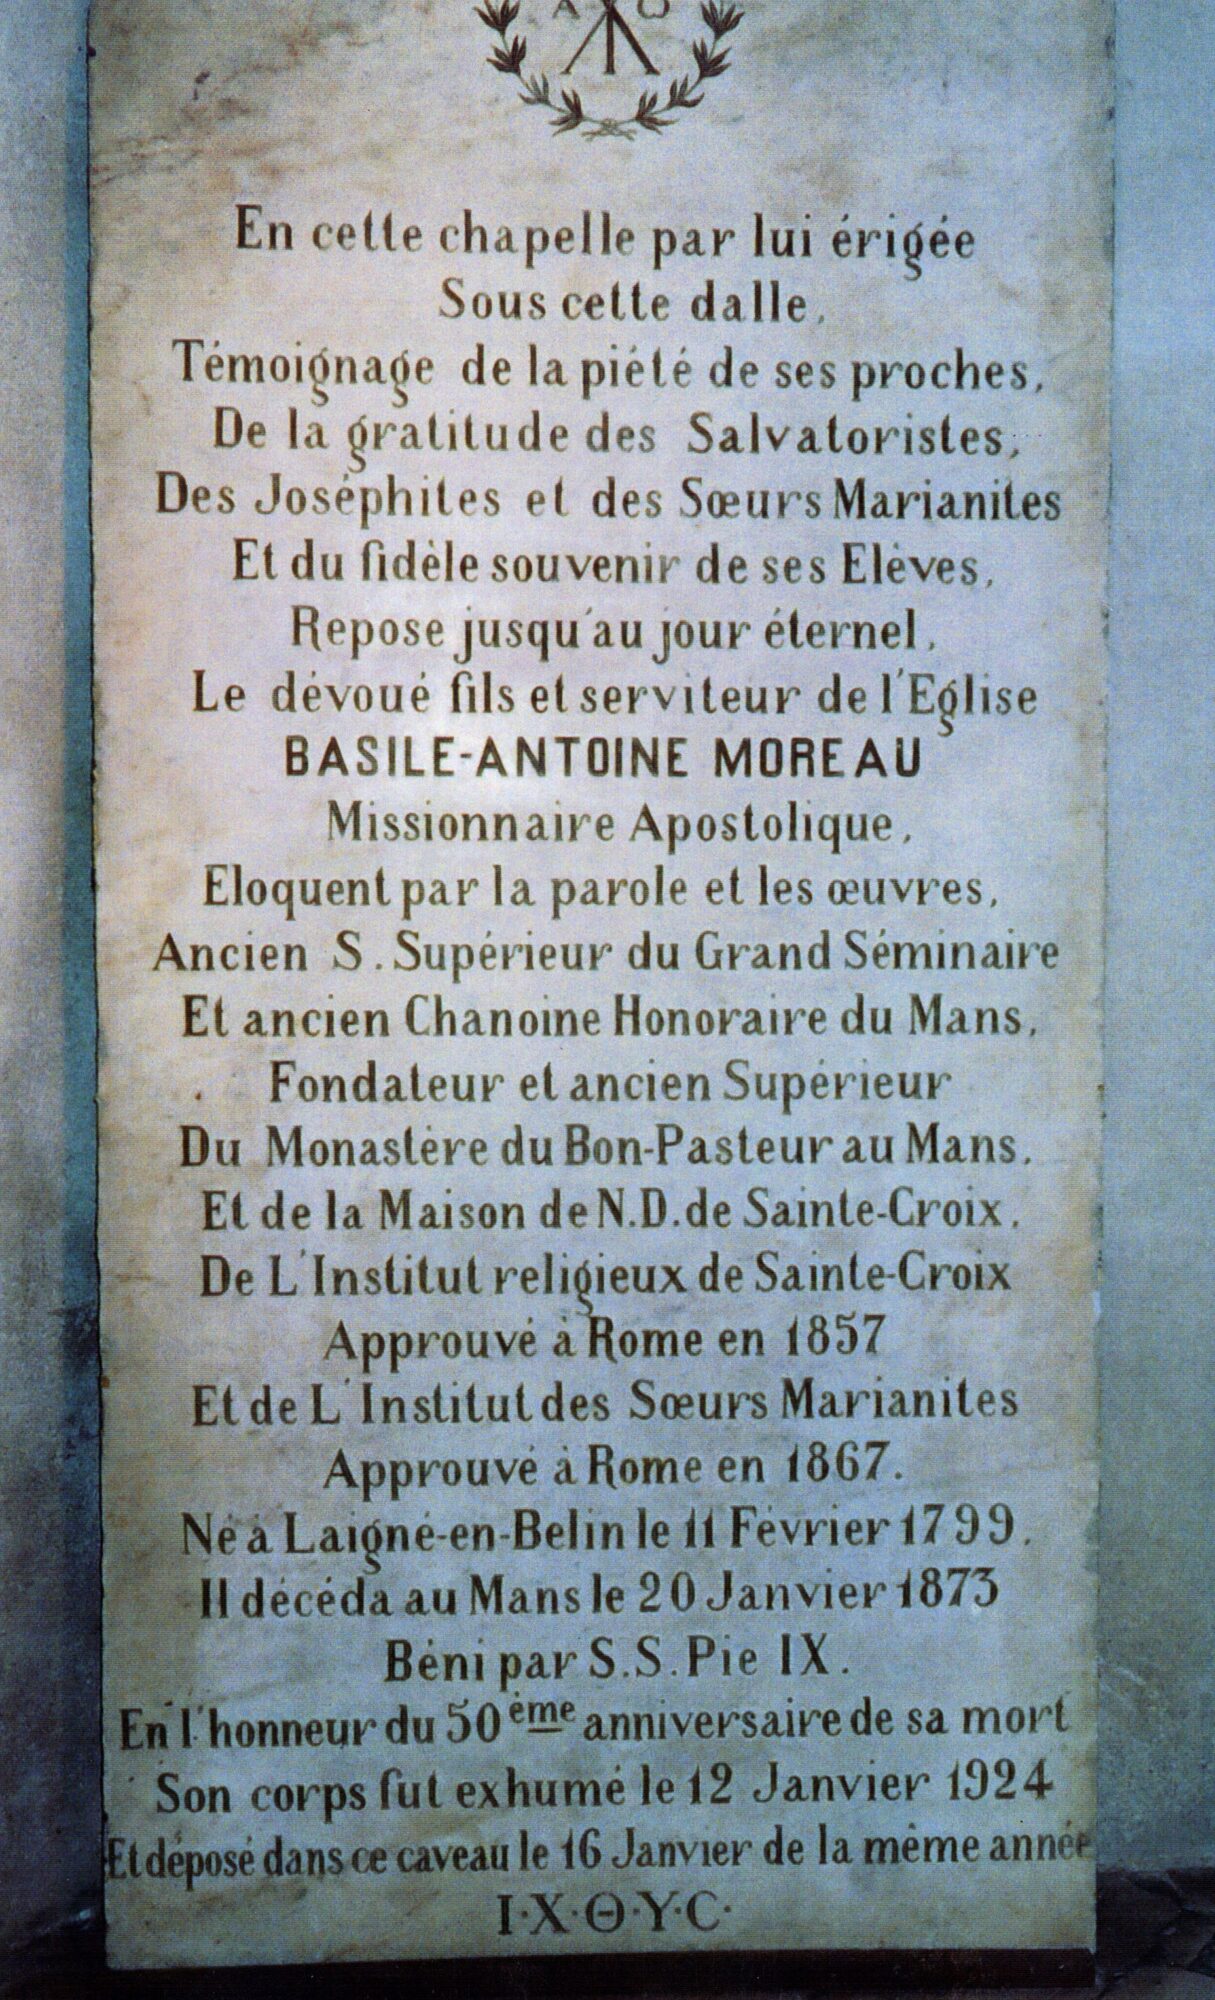 A Ω
En cette chapelle par lui érigée
Sous cette dalle,
Témoignage de la piété de ses proches,
De la gratitude des Salvatoristes,
Des Joséphites et des Sœurs Marianites
Et du fidèle souvenir de ses Elèves,
Repose jusqu'au jour éternel,
Le dévoué fils et serviteur de l'Eglise
BASILE-ANTOINE MOREAU
Missionnaire Apostolique,
Eloquent par la parole et les œuvres,
Ancien S. Supérieur du Grand Séminaire
Et ancien Chanoine Honoraire du Mans,
Fondateur et ancien Supérieur
Du Monastère du Bon-Pasteur au Mans,
Et de la Maison de N.D. de Sainte-Croix,
De L'Institut religieux de Sainte-Croix
Approuvé à Rome en 1857
Et de L'Institut des Sœurs Marianites
Approuvé à Rome en 1867.
Né à Laigné-en-Belin le 11 Février 1799,
Il décéda au Mans le 20 Janvier 1873
Béni par S.S. Pie IX.
En l'honneur du 50ème anniversaire de sa mort
Son corps fut exhumé le 12 Janvier 1924
Et déposé dans ce caveau le 16 Janvier de la même année
I·X·Θ·Y·C·